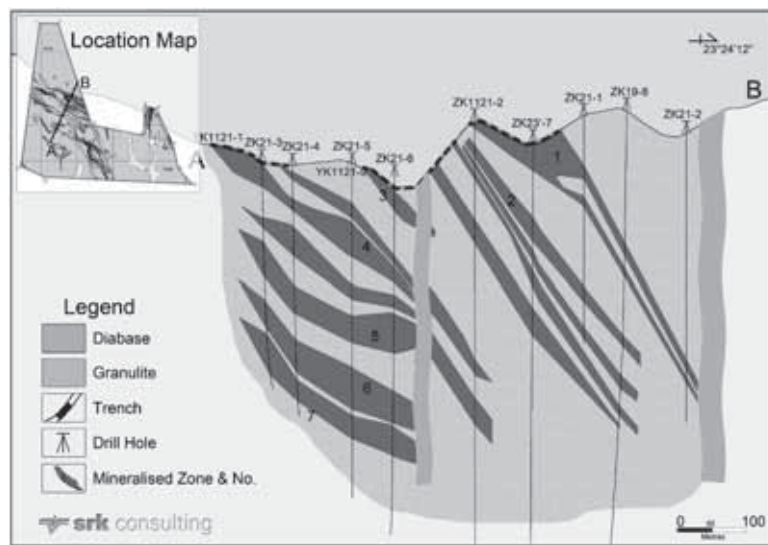 Location Map
B
A
23°24'12"
B
ZK1121-2
ZK21-1
ZK19-8
ZK23'-7
ZK21-2
K1121-1
ZK21-3
ZK21-4
ZK21-5
ZK21-6
YK1121-
A
1
2
3
4
5
6
7
Legend
Diabase
Granulite
Trench
Drill Hole
Mineralised Zone & No.
srk consulting
0
100
Metres